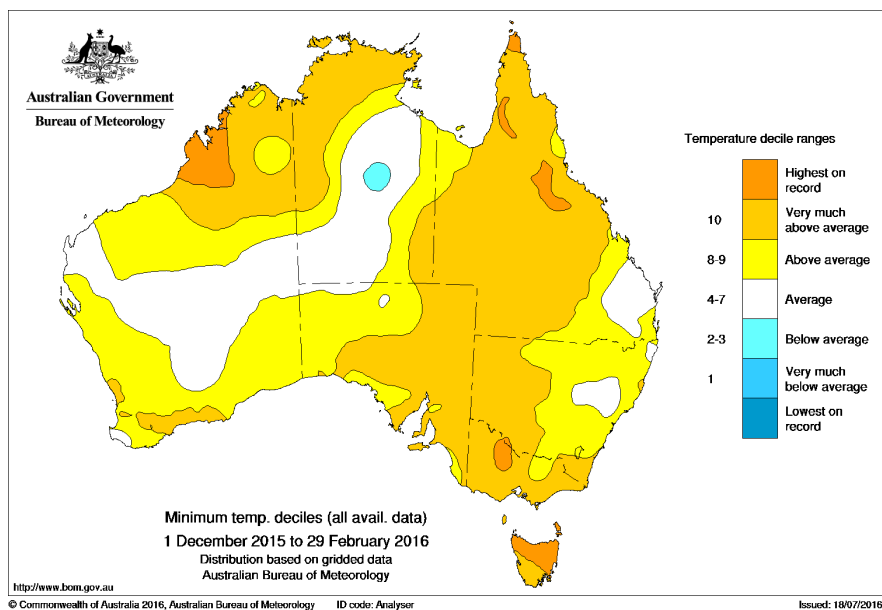 Australian Government
Bureau of Meteorology
Temperature decile ranges
Highest on
record
10
Very much
above average
8-9
Above average
4-7
Average
2-3
Below average
1
Very much
below average
Lowest on
record
Minimum temp. deciles (all avail. data)
1 December 2015 to 29 February 2016
Distribution based on gridded data
Australian Bureau of Meteorology
http://www.bom.gov.au
© Commonwealth of Australia 2016, Australian Bureau of Meteorology ID code: Analyser Issued: 18/07/2016